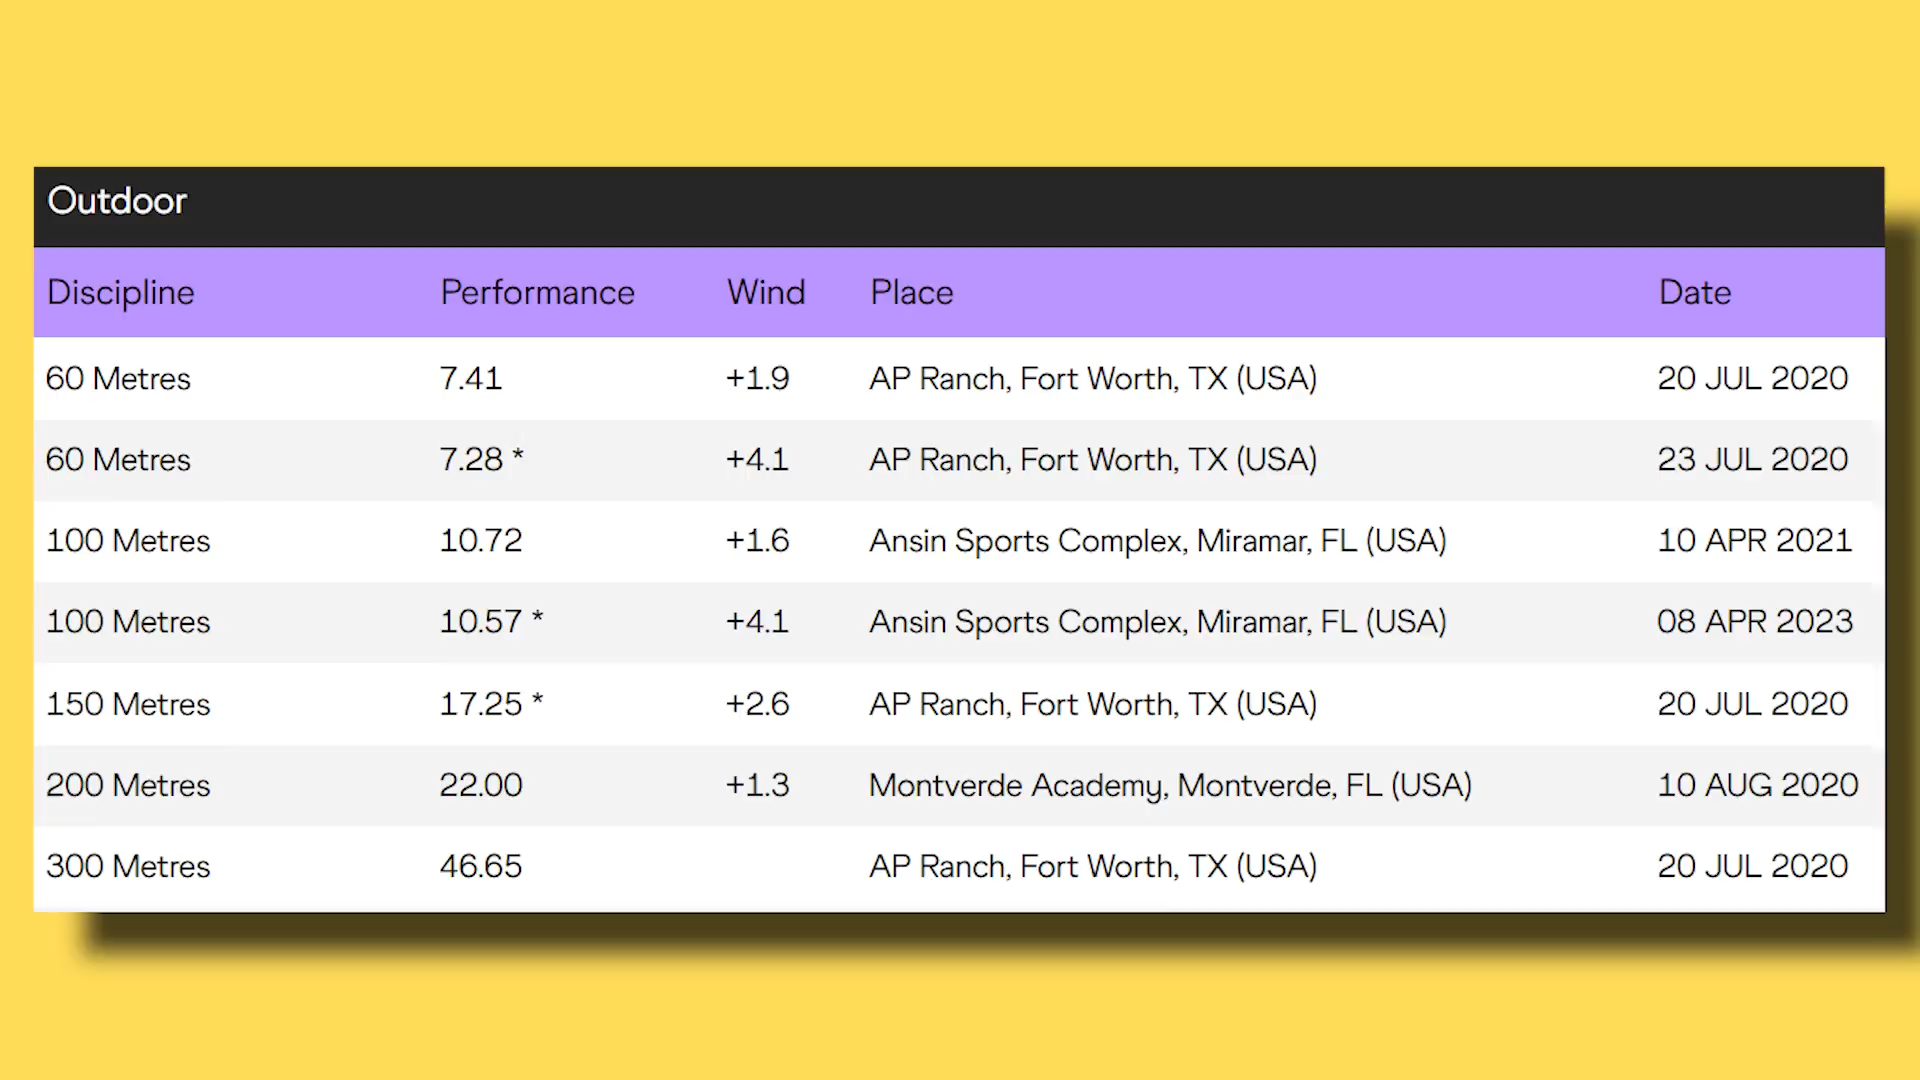 Outdoor
Discipline Performance Wind Place Date
60 Metres 7.41 +1.9 AP Ranch, Fort Worth, TX (USA) 20 JUL 2020
60 Metres 7.28 * +4.1 AP Ranch, Fort Worth, TX (USA) 23 JUL 2020
100 Metres 10.72 +1.6 Ansin Sports Complex, Miramar, FL (USA) 10 APR 2021
100 Metres 10.57 * +4.1 Ansin Sports Complex, Miramar, FL (USA) 08 APR 2023
150 Metres 17.25 * +2.6 AP Ranch, Fort Worth, TX (USA) 20 JUL 2020
200 Metres 22.00 +1.3 Montverde Academy, Montverde, FL (USA) 10 AUG 2020
300 Metres 46.65 AP Ranch, Fort Worth, TX (USA) 20 JUL 2020